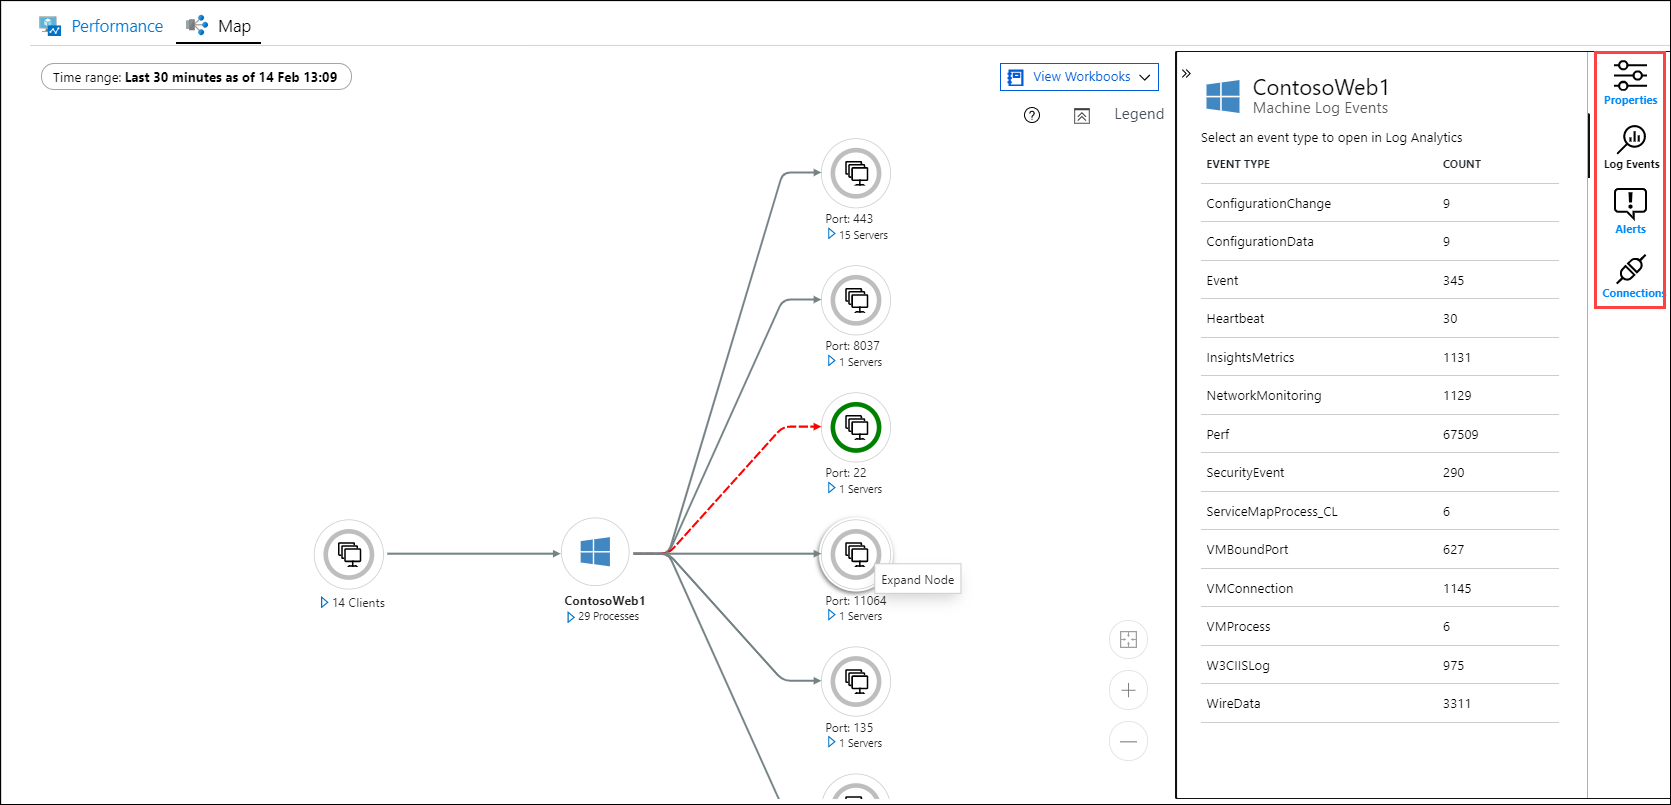 Performance
Map
Time range: Last 30 minutes as of 14 Feb 13:09
View Workbooks
?
Legend
Port: 443
15 Servers
Port: 8037
1 Servers
Port: 22
1 Servers
Expand Node
Port: 11064
1 Servers
Port: 135
1 Servers
14 Clients
ContosoWeb1
29 Processes
ContosoWeb1
Machine Log Events
Select an event type to open in Log Analytics
EVENT TYPE COUNT
ConfigurationChange 9
ConfigurationData 9
Event 345
Heartbeat 30
InsightsMetrics 1131
NetworkMonitoring 1129
Perf 67509
SecurityEvent 290
ServiceMapProcess_CL 6
VMBoundPort 627
VMConnection 1145
VMProcess 6
W3CIISLog 975
WireData 3311
Properties
Log Events
Alerts
Connections